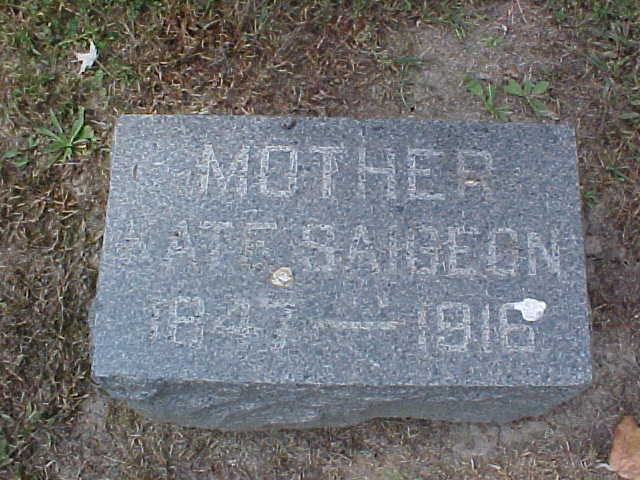 MOTHER
KATE SAIGEON
1847 — 1916